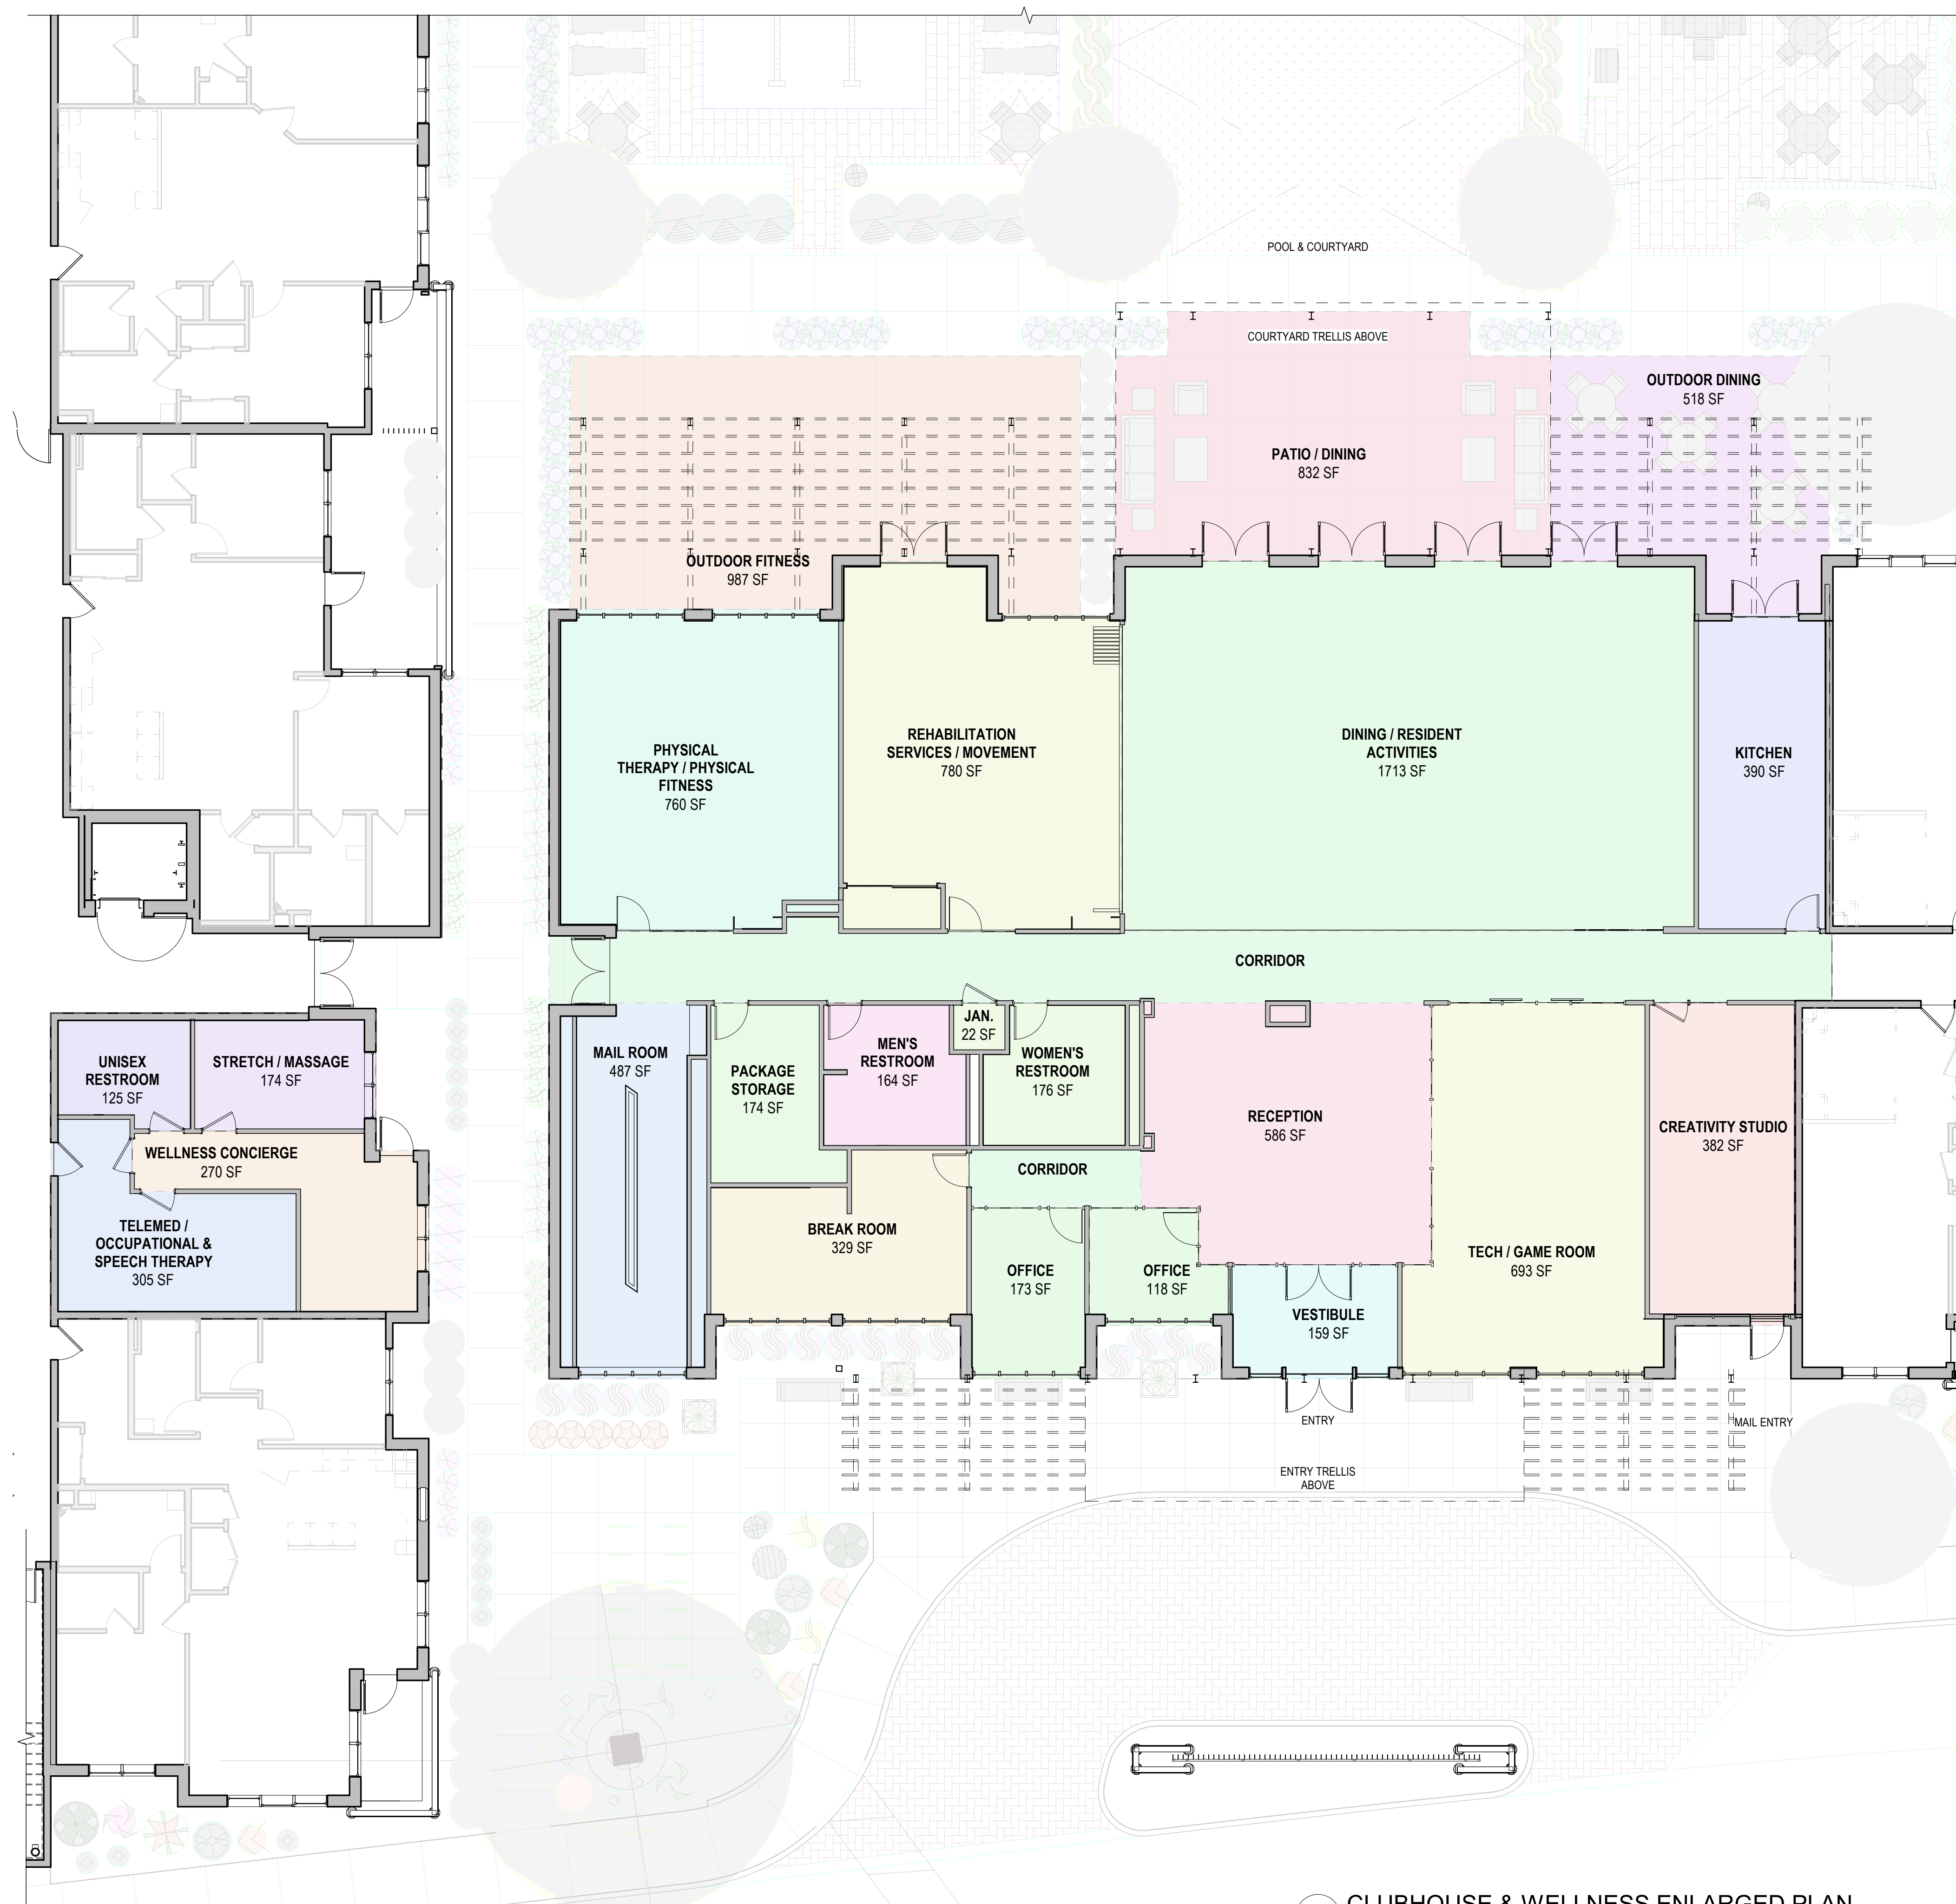 POOL & COURTYARD
COURTYARD TRELLIS ABOVE
OUTDOOR DINING
518 SF
PATIO / DINING
832 SF
OUTDOOR FITNESS
987 SF
PHYSICAL
THERAPY / PHYSICAL
FITNESS
760 SF
REHABILITATION
SERVICES / MOVEMENT
780 SF
DINING / RESIDENT
ACTIVITIES
1713 SF
KITCHEN
390 SF
CORRIDOR
UNISEX
RESTROOM
125 SF
STRETCH / MASSAGE
174 SF
WELLNESS CONCIERGE
270 SF
TELEMED /
OCCUPATIONAL &
SPEECH THERAPY
305 SF
MAIL ROOM
487 SF
PACKAGE
STORAGE
174 SF
MEN'S
RESTROOM
164 SF
JAN.
22 SF
WOMEN'S
RESTROOM
176 SF
RECEPTION
586 SF
CREATIVITY STUDIO
382 SF
CORRIDOR
BREAK ROOM
329 SF
OFFICE
173 SF
OFFICE
118 SF
TECH / GAME ROOM
693 SF
VESTIBULE
159 SF
ENTRY
MAIL ENTRY
ENTRY TRELLIS
ABOVE
CLUBHOUSE & WELLNESS ENLARGED PLAN